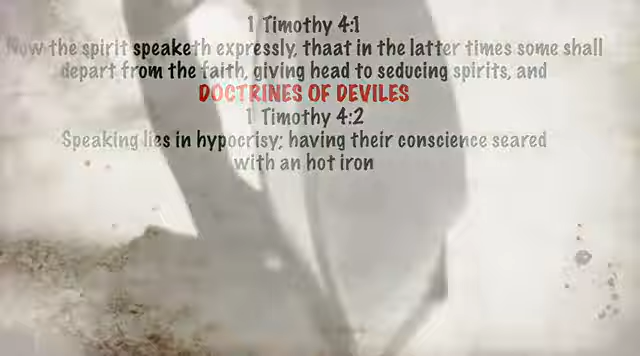 1 Timothy 4:1
Now the spirit speaketh expressly, thaat in the latter times some shall
depart from the faith, giving head to seducing spirits, and
DOCTRINES OF DEVILES
1 Timothy 4:2
Speaking lies in hypocrisy; having their conscience seared
with an hot iron